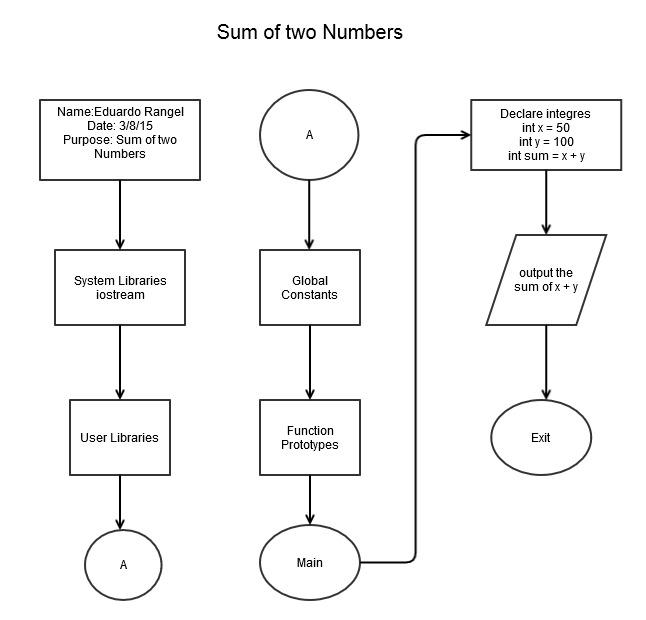 Sum of two Numbers
Name:Eduardo Rangel
Date: 3/8/15
Purpose: Sum of two
Numbers
System Libraries
iostream
User Libraries
A
A
Global
Constants
Function
Prototypes
Main
Declare integres
int x = 50
int y = 100
int sum = x + y
output the
sum of x + y
Exit